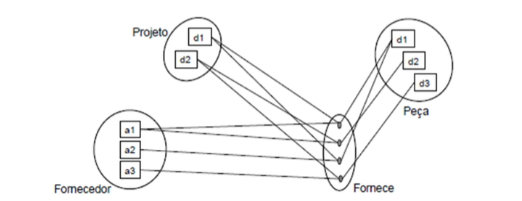 Projeto
d1
d2
d1
d2
d3
Peça
a1
a2
a3
Fornecedor
Fornece